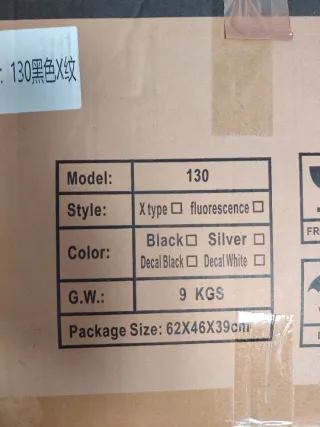 : 130黑色X纹
Model: 130
Style: X type □ fluorescence □
Color: Black □ Silver □
Decal Black □ Decal White □
G.W.: 9 KGS
Package Size: 62X46X39cm
FR